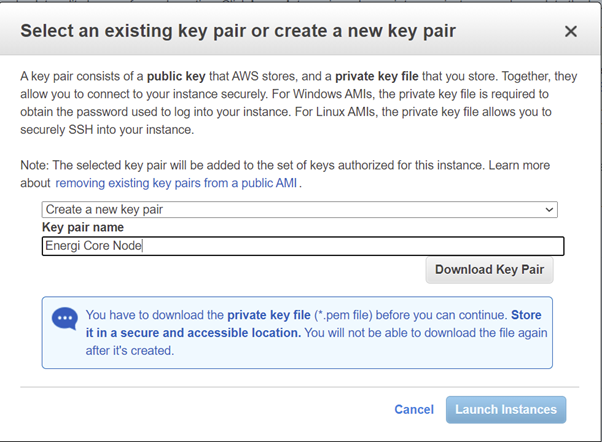 Select an existing key pair or create a new key pair
A key pair consists of a public key that AWS stores, and a private key file that you store. Together, they
allow you to connect to your instance securely. For Windows AMIs, the private key file is required to
obtain the password used to log into your instance. For Linux AMIs, the private key file allows you to
securely SSH into your instance.
Note: The selected key pair will be added to the set of keys authorized for this instance. Learn more
about removing existing key pairs from a public AMI .
Create a new key pair
Key pair name
Energi Core Node
Download Key Pair
You have to download the private key file (*.pem file) before you can continue. Store
it in a secure and accessible location. You will not be able to download the file again
after it's created.
Cancel
Launch Instances